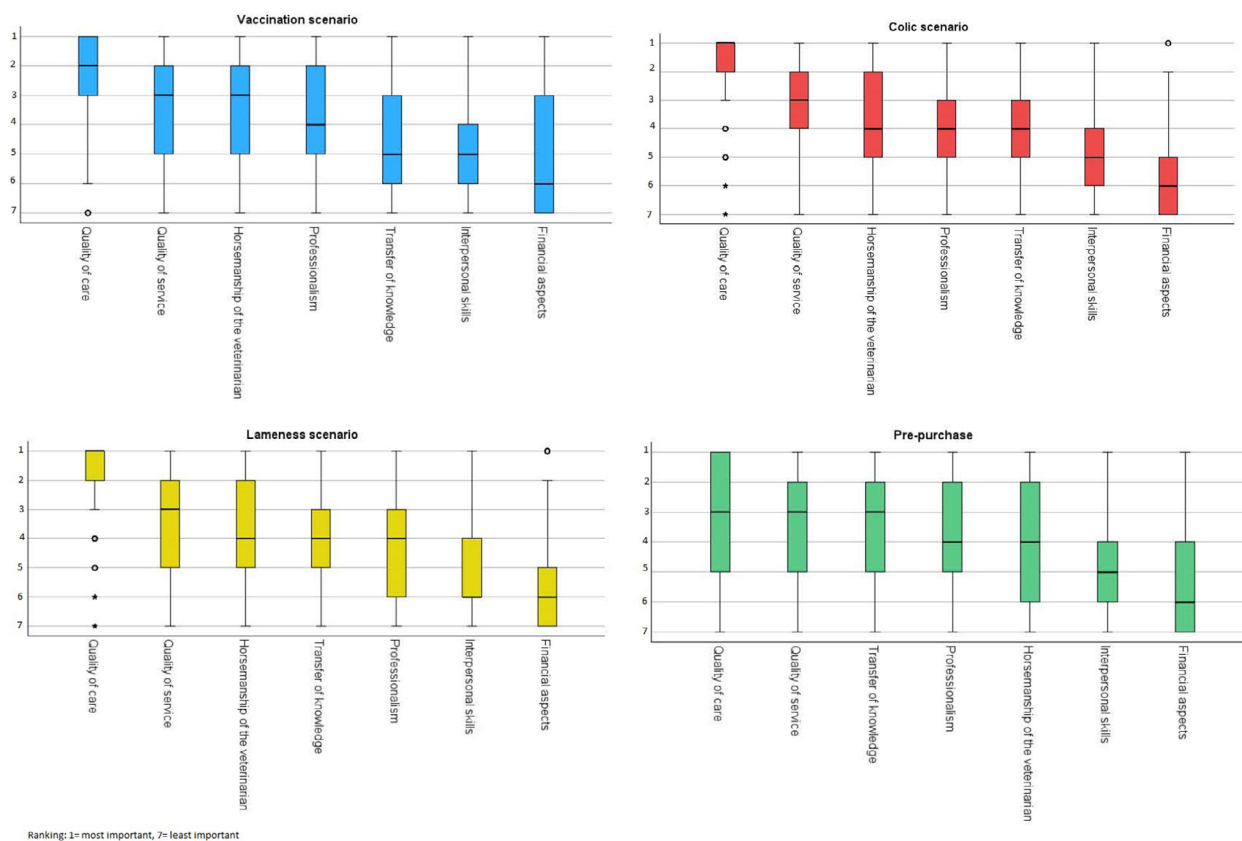 Vaccination scenario
1
2
3
4
5
6
7
Quality of care
Quality of service
Horsemanship of the veterinarian
Professionalism
Transfer of knowledge
Interpersonal skills
Financial aspects
Colic scenario
1
2
3
4
5
6
7
Quality of care
Quality of service
Horsemanship of the veterinarian
Professionalism
Transfer of knowledge
Interpersonal skills
Financial aspects
Lameness scenario
1
2
3
4
5
6
7
Quality of care
Quality of service
Horsemanship of the veterinarian
Transfer of knowledge
Professionalism
Interpersonal skills
Financial aspects
Pre-purchase
1
2
3
4
5
6
7
Quality of care
Quality of service
Transfer of knowledge
Professionalism
Horsemanship of the veterinarian
Interpersonal skills
Financial aspects
Ranking: 1= most important, 7= least important